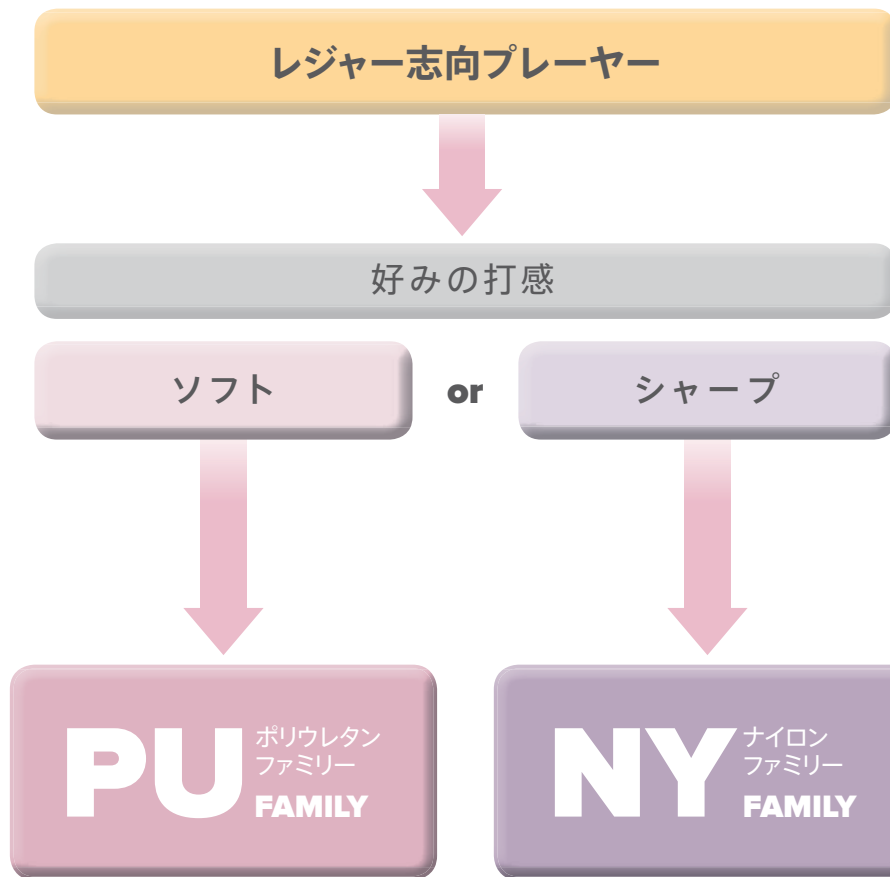 レジャー志向プレーヤー
好みの打感
ソフト or シャープ
PU ポリウレタン
ファミリー
FAMILY
NY ナイロン
ファミリー
FAMILY